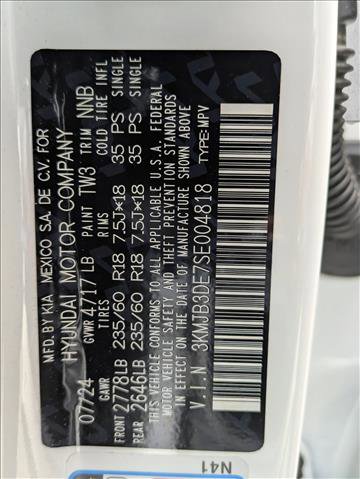 MFD. BY KIA MEXICO S.A. DE C.V. FOR
HYUNDAI MOTOR COMPANY
07/24 GVWR 4717 LB PAINT TW3 TRIM NNB
TIRES RIMS COLD TIRE INFL
FRONT 2778LB 235/60 R18 7.5J×18 35 PS SINGLE
REAR 2646LB 235/60 R18 7.5J×18 35 PS SINGLE
THIS VEHICLE CONFORMS TO ALL APPLICABLE U.S.A. FEDERAL
MOTOR VEHICLE SAFETY AND THEFT PREVENTION STANDARDS
IN EFFECT ON THE DATE OF MANUFACTURE SHOWN ABOVE
V.I.N 3KMJB3DE7SE004818 TYPE:MPV
N41